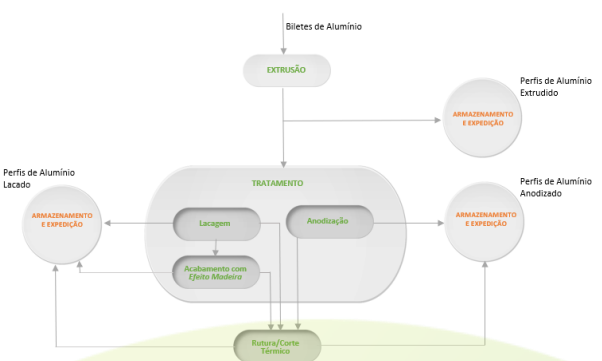 Biletes de Alumínio
EXTRUSÃO
Perfis de Alumínio
Extrudido
ARMAZENAMENTO
E EXPEDIÇÃO
Perfis de Alumínio
Lacado
TRATAMENTO
Perfis de Alumínio
Anodizado
ARMAZENAMENTO
E EXPEDIÇÃO
Lacagem
Anodização
ARMAZENAMENTO
E EXPEDIÇÃO
Acabamento com
Efeito Madeira
Rutura/Corte
Térmico